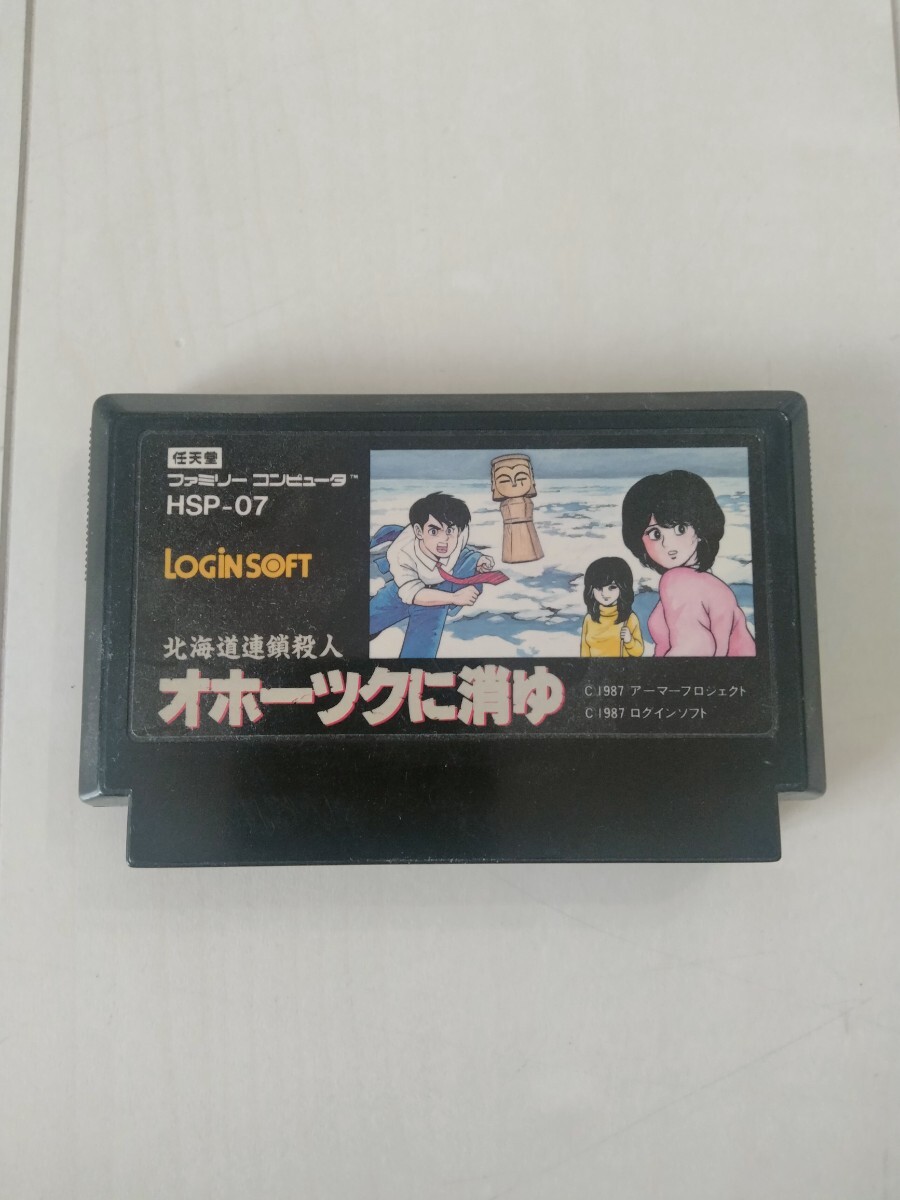 任天堂
ファミリー コンピュータ™
HSP-07
LOGiNSOFT
北海道連鎖殺人
オホーツクに消ゆ
C 1987 アーマープロジェクト
C 1987 ログインソフト